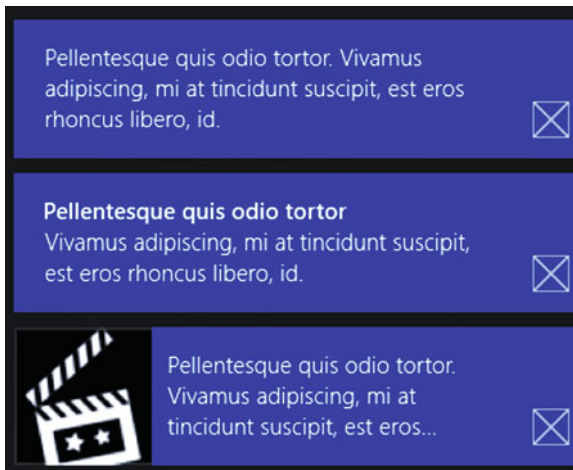 Pellentesque quis odio tortor. Vivamus
adipiscing, mi at tincidunt suscipit, est eros
rhoncus libero, id.
Pellentesque quis odio tortor
Vivamus adipiscing, mi at tincidunt suscipit,
est eros rhoncus libero, id.
Pellentesque quis odio tortor.
Vivamus adipiscing, mi at
tincidunt suscipit, est eros...